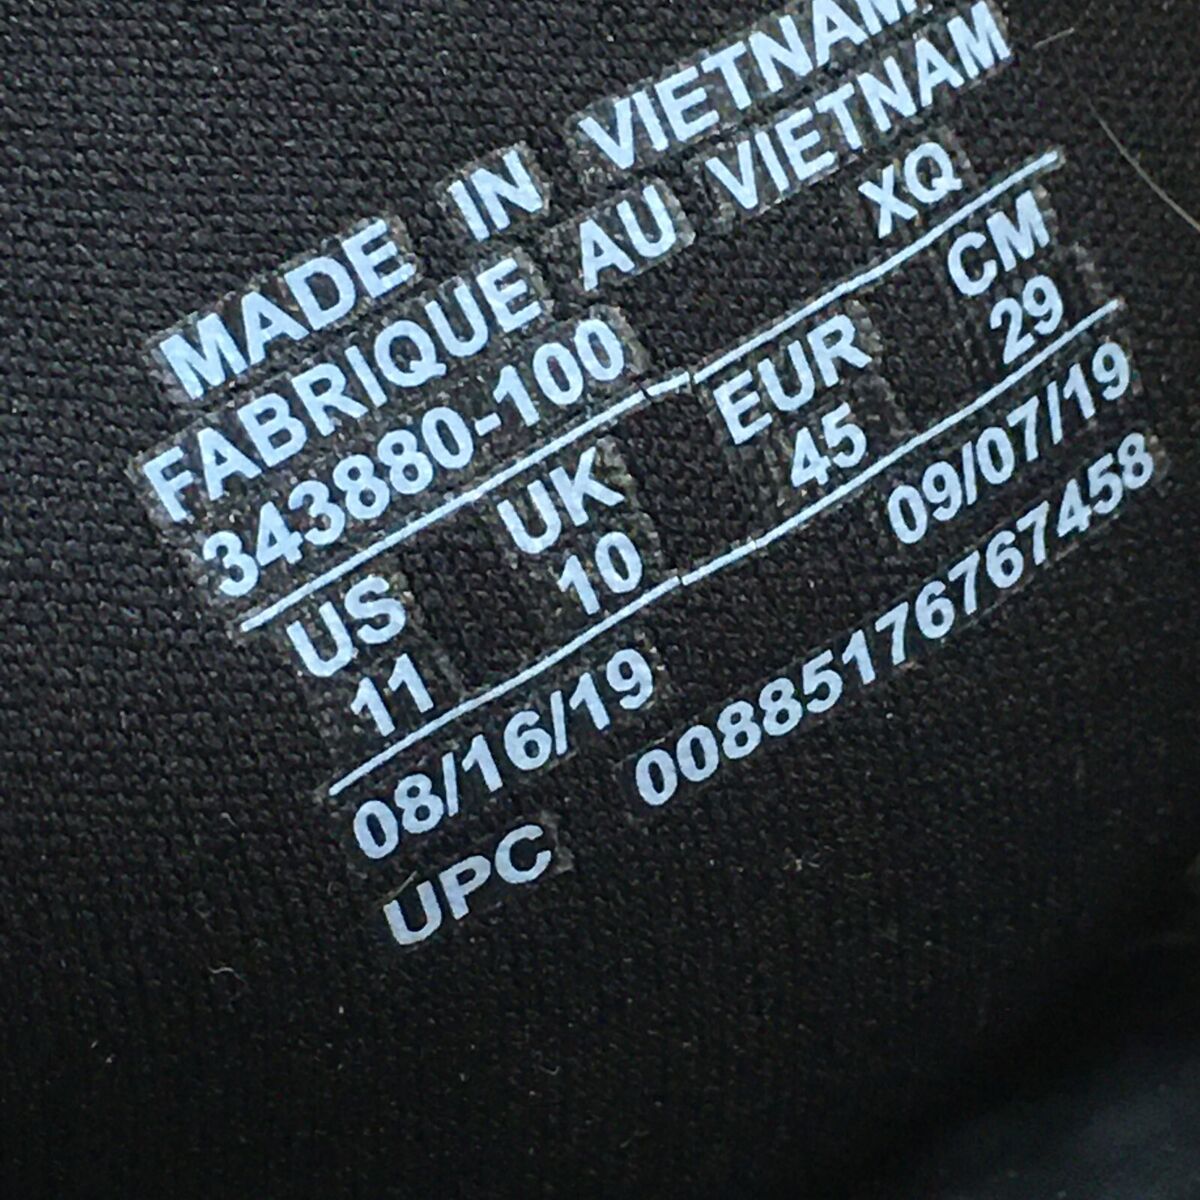 MADE IN VIETNAM
FABRIQUE AU VIETNAM
343880-100 XQ
US UK EUR CM
11 10 45 29
08/16/19 09/07/19
UPC 00885176767458